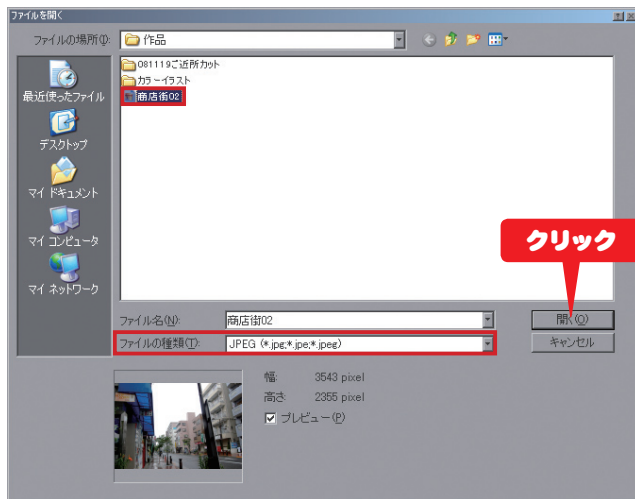 ファイルを開く
ファイルの場所(I):
作品
最近使ったファイル
デスクトップ
マイ ドキュメント
マイ コンピュータ
マイ ネットワーク
081119ご近所カット
カラーイラスト
商店街02
クリック
ファイル名(N):
商店街02
開く(O)
ファイルの種類(T):
JPEG (*.jpg;*.jpe;*.jpeg)
キャンセル
幅: 3543 pixel
高さ: 2355 pixel
プレビュー(P)